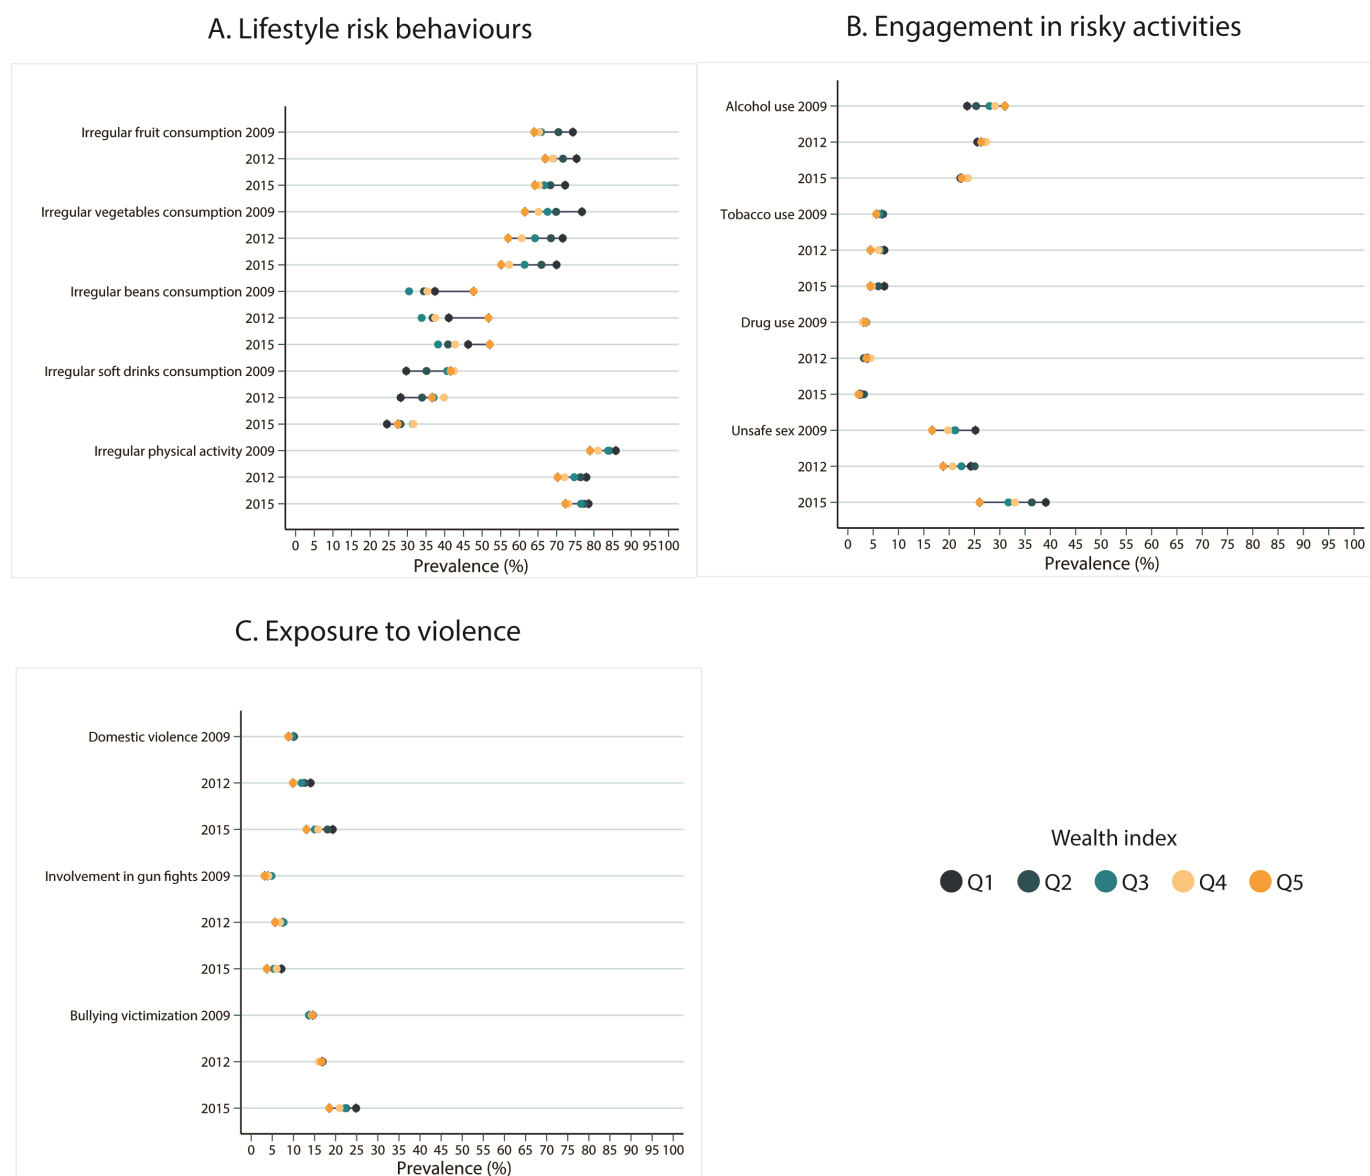 A. Lifestyle risk behaviours
Irregular fruit consumption 2009
2012
2015
Irregular vegetables consumption 2009
2012
2015
Irregular beans consumption 2009
2012
2015
Irregular soft drinks consumption 2009
2012
2015
Irregular physical activity 2009
2012
2015
0 5 10 15 20 25 30 35 40 45 50 55 60 65 70 75 80 85 90 95 100
Prevalence (%)
B. Engagement in risky activities
Alcohol use 2009
2012
2015
Tobacco use 2009
2012
2015
Drug use 2009
2012
2015
Unsafe sex 2009
2012
2015
0 5 10 15 20 25 30 35 40 45 50 55 60 65 70 75 80 85 90 95 100
Prevalence (%)
C. Exposure to violence
Domestic violence 2009
2012
2015
Involvement in gun fights 2009
2012
2015
Bullying victimization 2009
2012
2015
0 5 10 15 20 25 30 35 40 45 50 55 60 65 70 75 80 85 90 95 100
Prevalence (%)
Wealth index
Q1 Q2 Q3 Q4 Q5